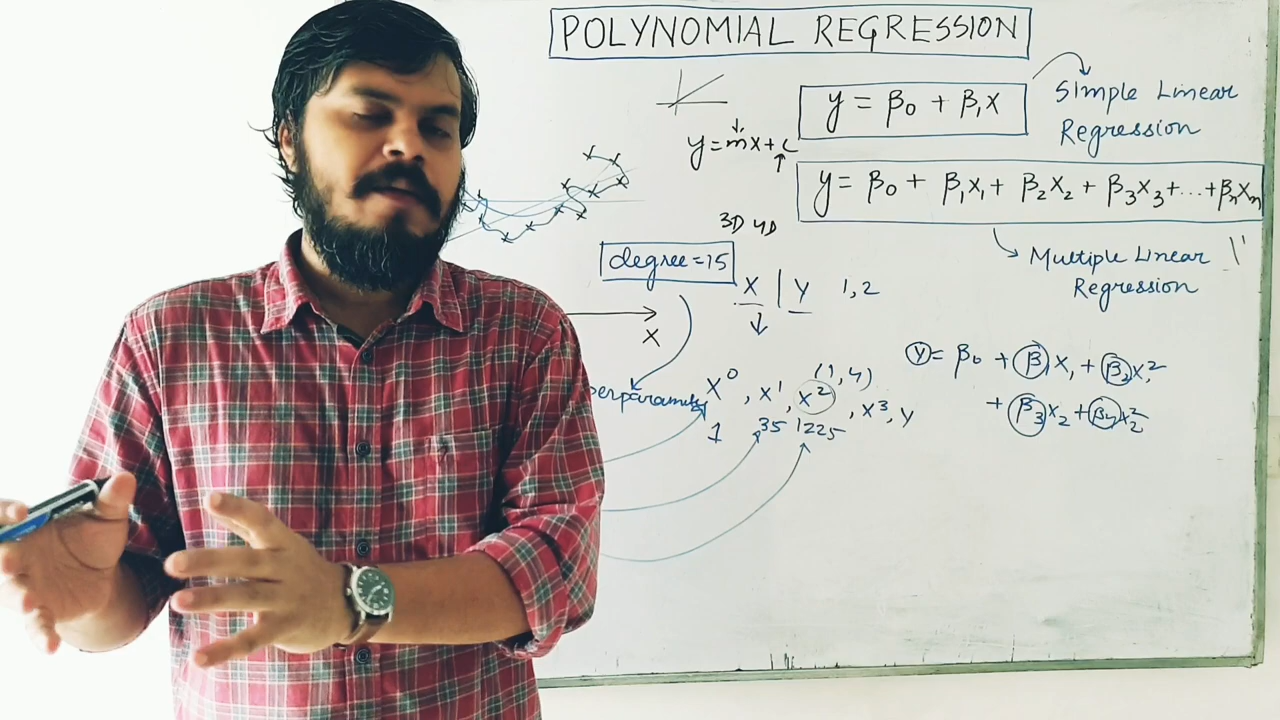 POLYNOMIAL REGRESSION
y = β₀ + β₁x
Simple Linear
Regression
y = mx + c
y = β₀ + β₁x₁ + β₂x₂ + β₃x₃ + ... + βₙxₙ
3D 4D
Multiple Linear
Regression
degree = 15
X | Y 1, 2
X
(1, 4)
x⁰, x¹, x², x³, y
1 35 1225
y = β₀ + β₁x₁ + β₂x₁²
+ β₃x₂ + β₄x₂²